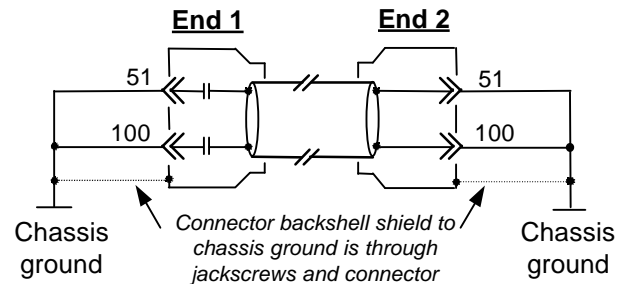 End 1 End 2
51 51
100 100
Connector backshell shield to
chassis ground is through
jackscrews and connector
Chassis
ground
Chassis
ground